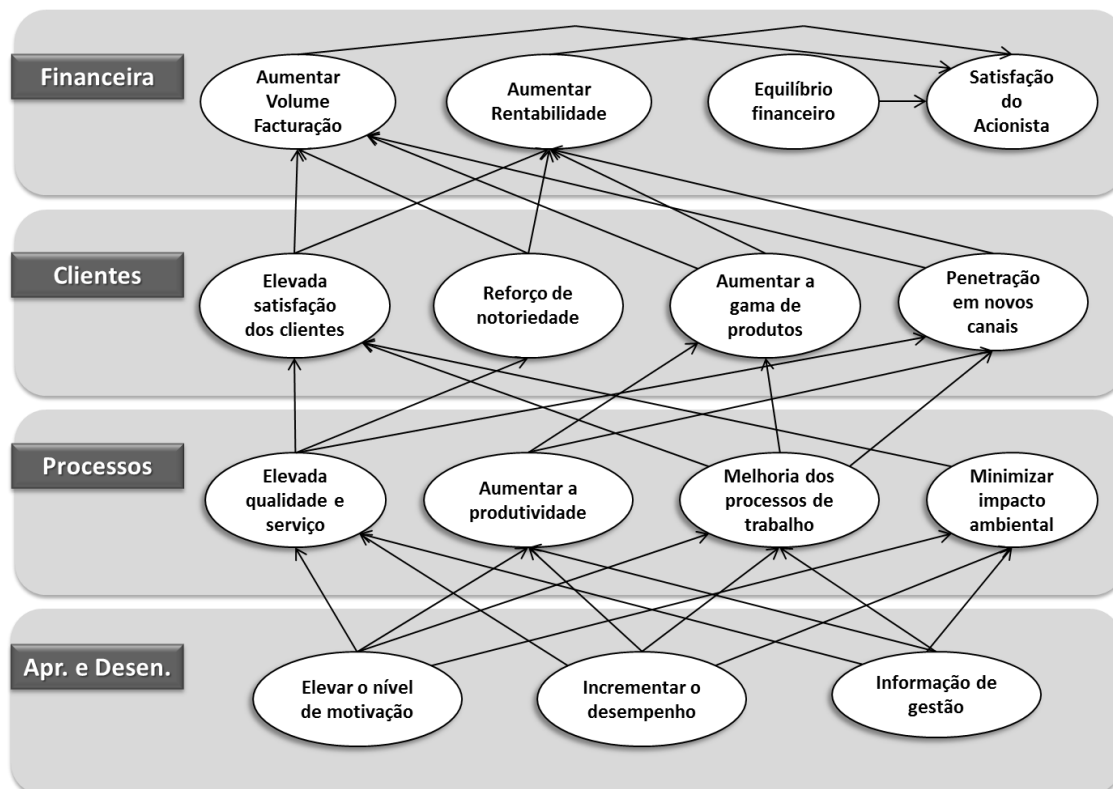 Financeira
Aumentar
Volume
Facturação
Aumentar
Rentabilidade
Equilíbrio
financeiro
Satisfação
do
Acionista
Clientes
Elevada
satisfação
dos clientes
Reforço de
notoriedade
Aumentar a
gama de
produtos
Penetração
em novos
canais
Processos
Elevada
qualidade e
serviço
Aumentar a
produtividade
Melhoria dos
processos de
trabalho
Minimizar
impacto
ambiental
Apr. e Desen.
Elevar o nível
de motivação
Incrementar o
desempenho
Informação de
gestão